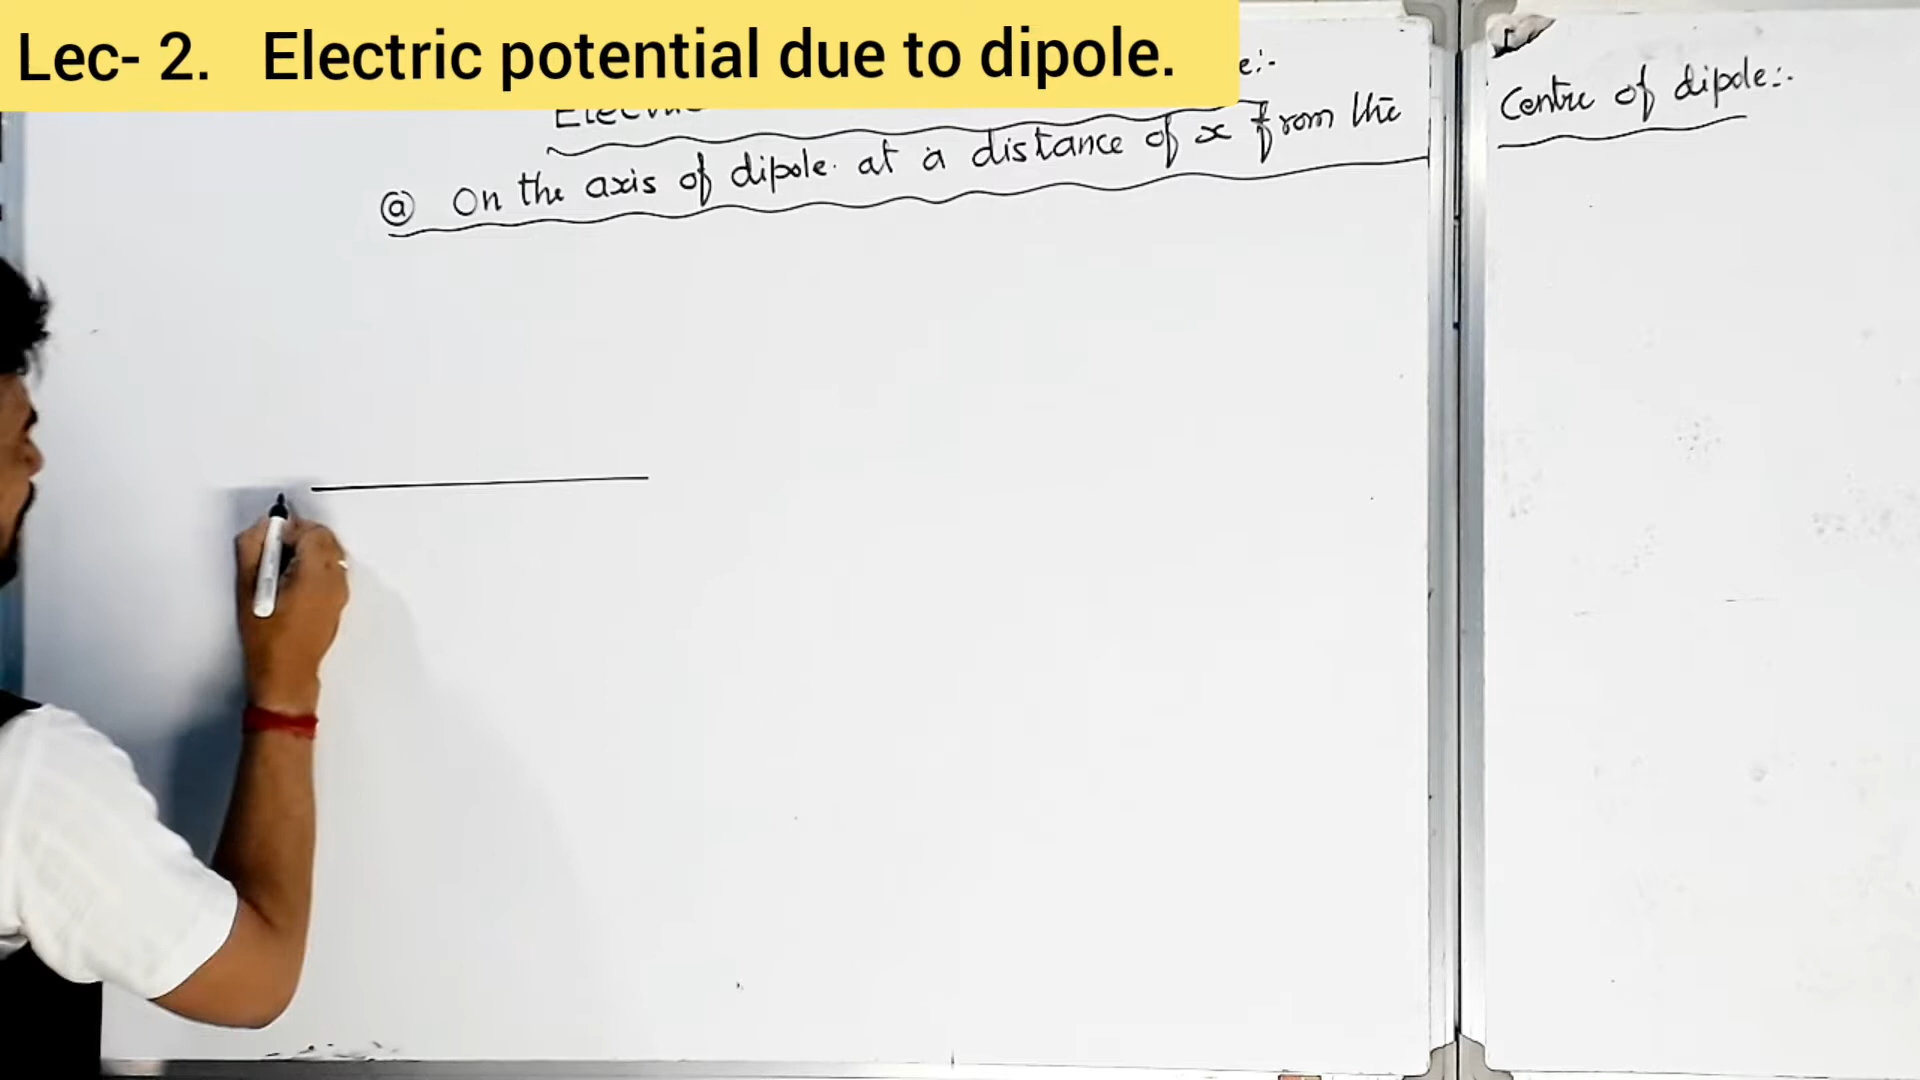 Lec- 2. Electric potential due to dipole.
e:-
@ On the axis of dipole. at a distance of x from the
Centre of dipole:-